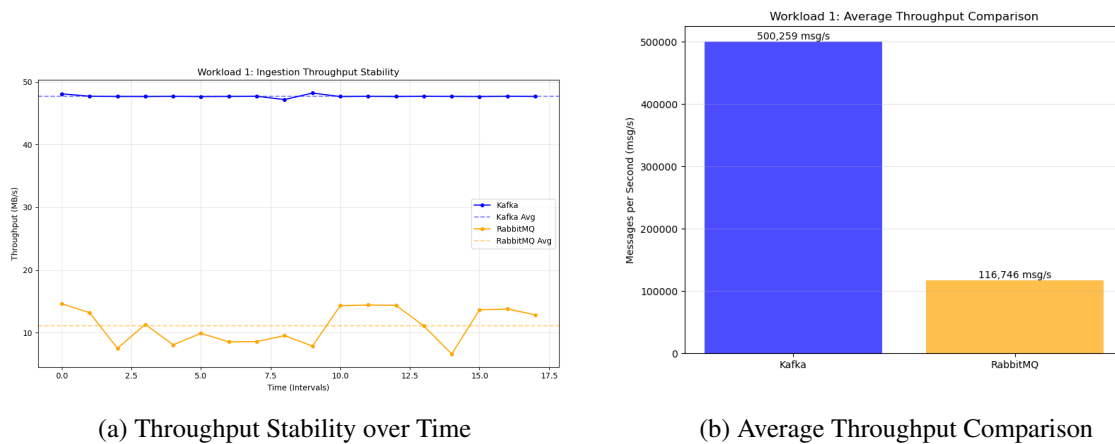 Workload 1: Ingestion Throughput Stability
50
40
30
20
10
Throughput (MB/s)
Kafka
Kafka Avg
RabbitMQ
RabbitMQ Avg
0.0 2.5 5.0 7.5 10.0 12.5 15.0 17.5
Time (Intervals)
(a) Throughput Stability over Time
Workload 1: Average Throughput Comparison
500,259 msg/s
116,746 msg/s
500000
400000
300000
200000
100000
0
Messages per Second (msg/s)
Kafka RabbitMQ
(b) Average Throughput Comparison